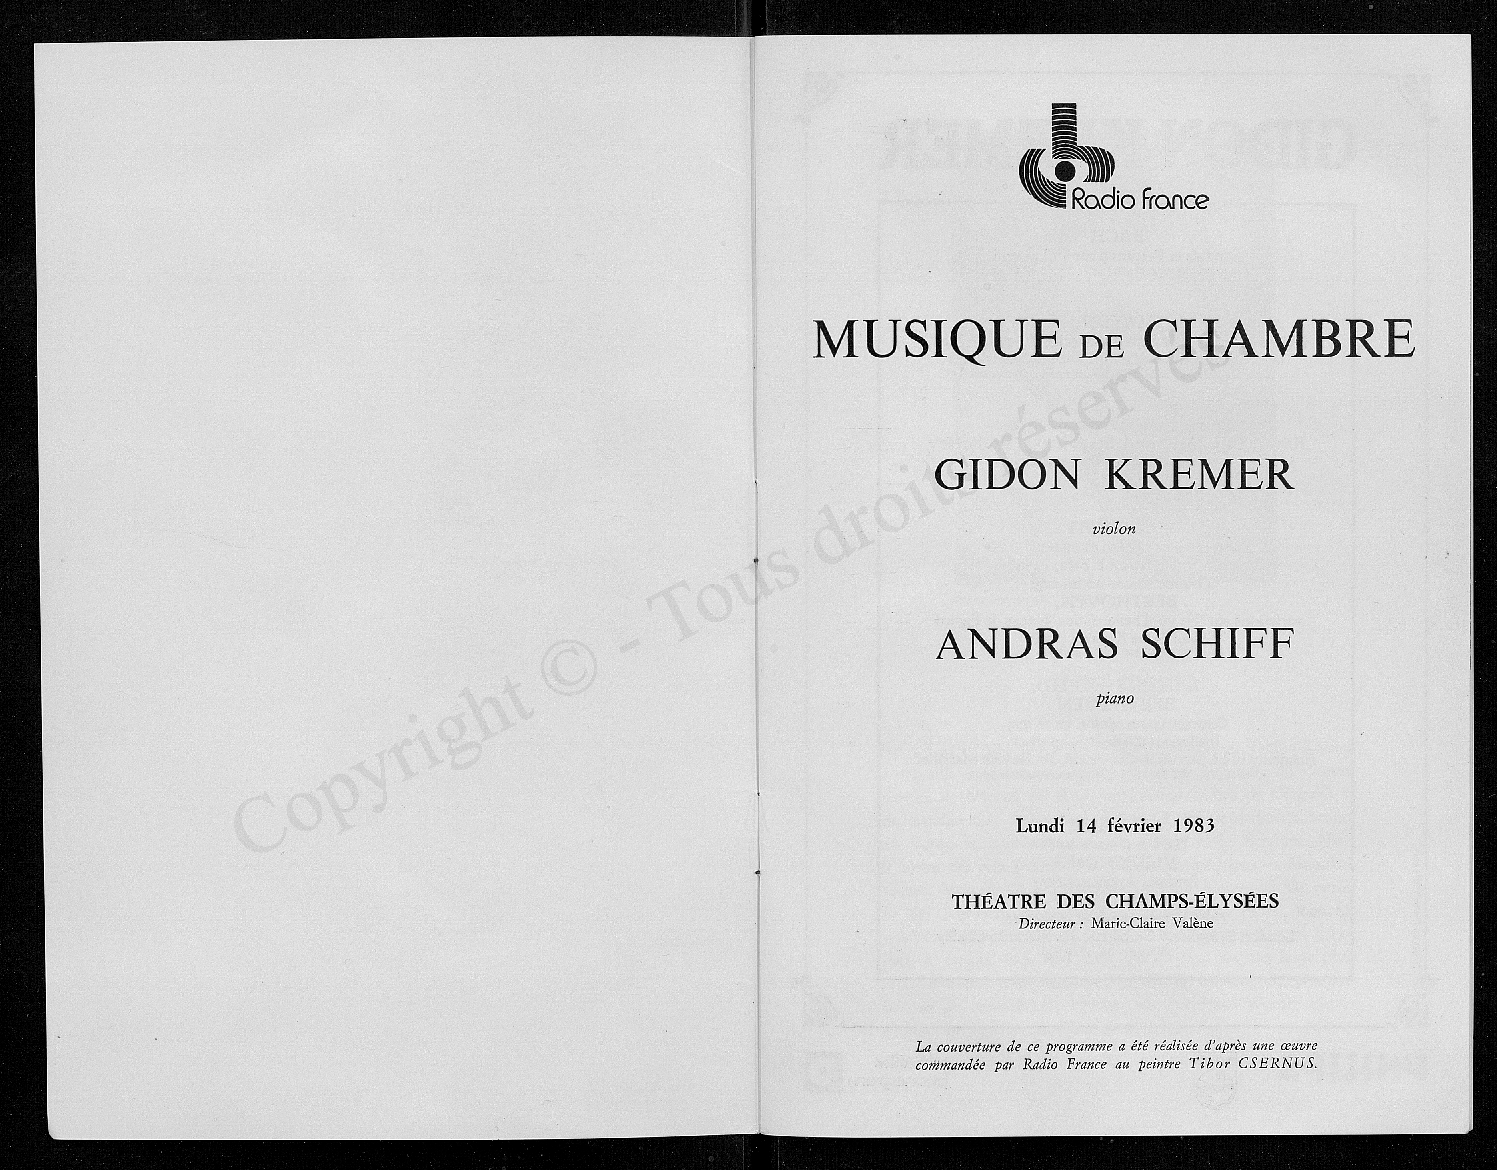 Radio France
MUSIQUE DE CHAMBRE
GIDON KREMER
violon
ANDRAS SCHIFF
piano
Lundi 14 février 1983
THÉATRE DES CHAMPS-ÉLYSÉES
Directeur : Marie-Claire Valène
La couverture de ce programme a été réalisée d'après une œuvre
commandée par Radio France au peintre Tibor CSERNUS.
Copyright © - Tous droits réservés